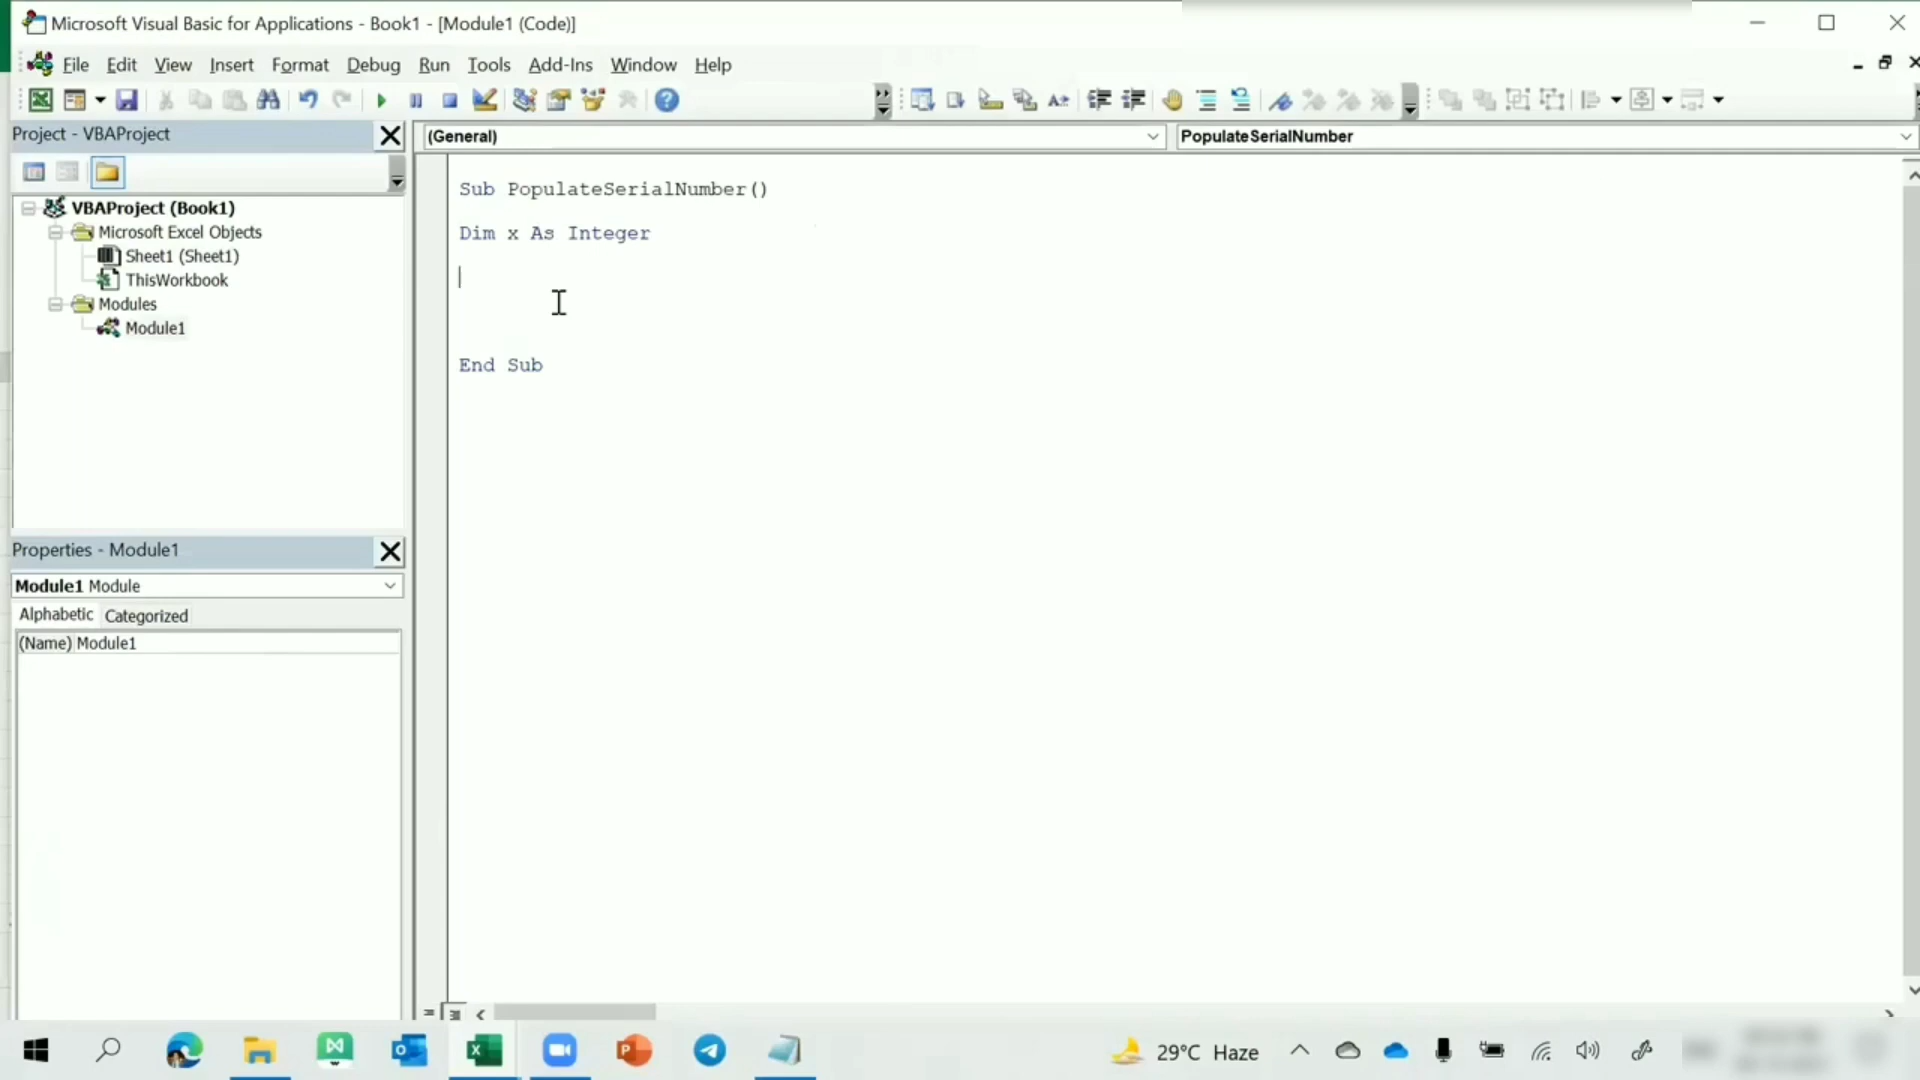 Microsoft Visual Basic for Applications - Book1 - [Module1 (Code)]
File Edit View Insert Format Debug Run Tools Add-Ins Window Help
Project - VBAProject
(General)
PopulateSerialNumber
VBAProject (Book1)
Microsoft Excel Objects
Sheet1 (Sheet1)
ThisWorkbook
Modules
Module1
Sub PopulateSerialNumber()
Dim x As Integer
End Sub
Properties - Module1
Module1 Module
Alphabetic Categorized
(Name) Module1
29°C Haze